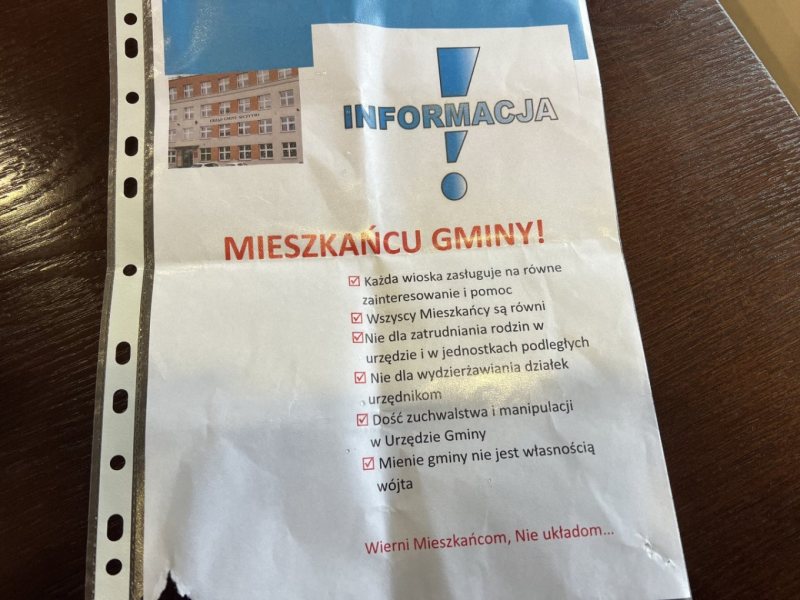 URZĄD GMINY
INFORMACJA
MIESZKAŃCU GMINY!
Każda wioska zasługuje na równe
zainteresowanie i pomoc
Wszyscy Mieszkańcy są równi
Nie dla zatrudniania rodzin w
urzędzie i w jednostkach podległych
Nie dla wydzierżawiania działek
urzędnikom
Dość zuchwalstwa i manipulacji
w Urzędzie Gminy
Mienie gminy nie jest własnością
wójta
Wierni Mieszkańcom, Nie układom...